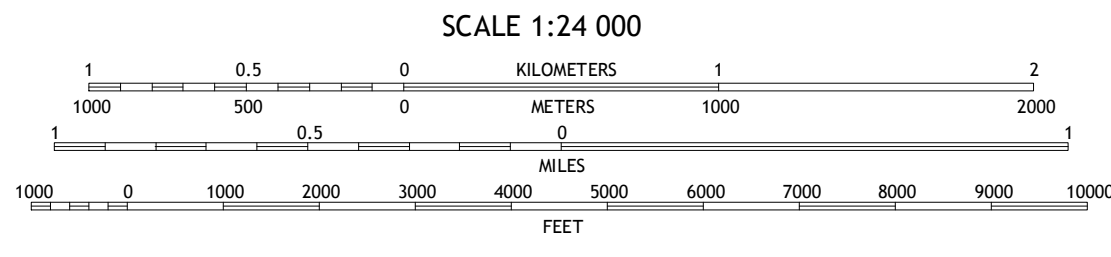 SCALE 1:24 000
1 0.5 0 KILOMETERS 1 2
1000 500 0 METERS 1000 2000
1 0.5 0 1
MILES
1000 0 1000 2000 3000 4000 5000 6000 7000 8000 9000 10000
FEET